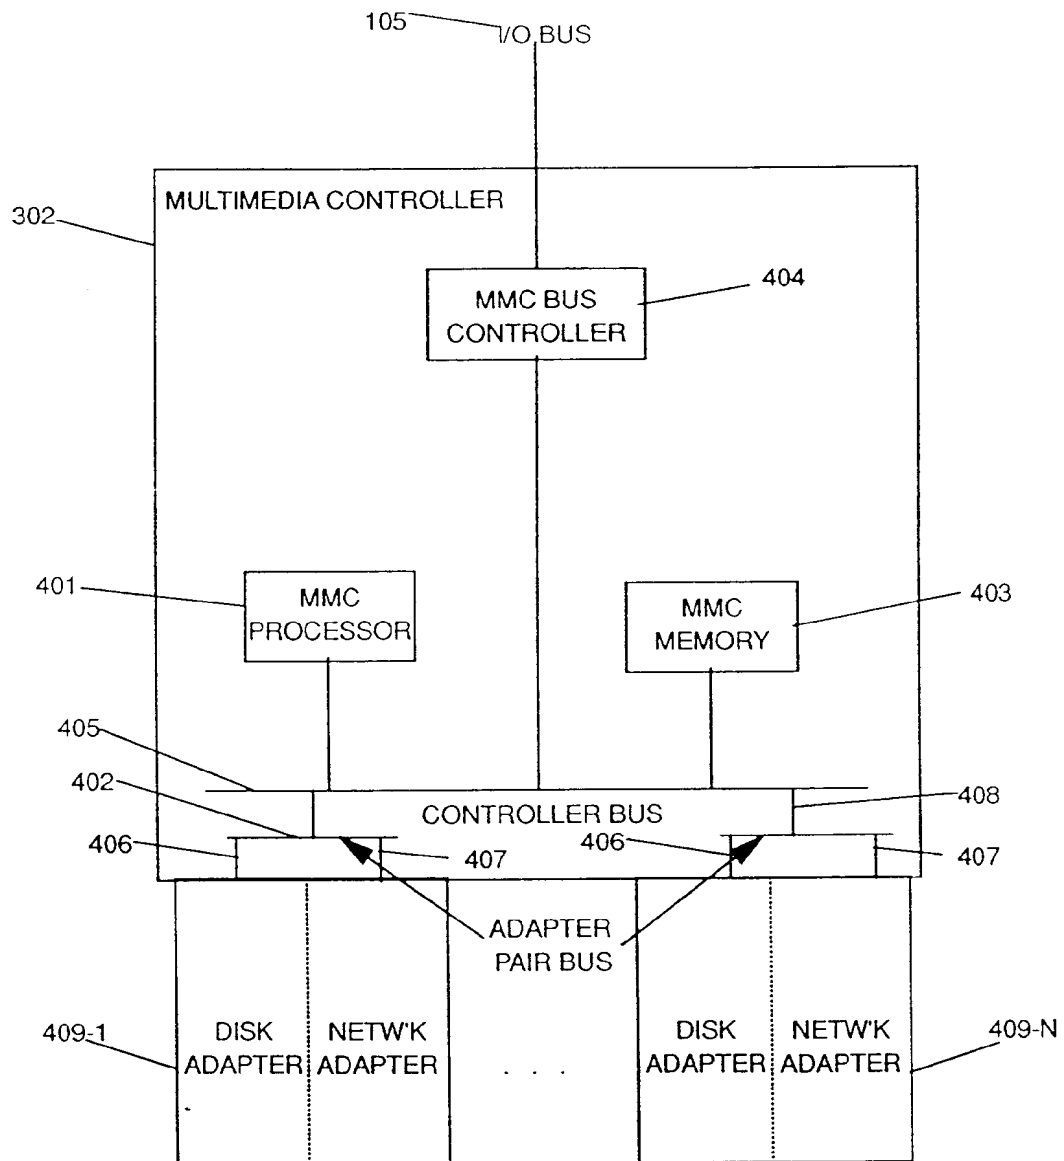 105
I/O BUS
MULTIMEDIA CONTROLLER
302
MMC BUS
CONTROLLER
404
401
MMC
PROCESSOR
MMC
MEMORY
403
405
402
CONTROLLER BUS
408
406
407
406
407
ADAPTER
PAIR BUS
409-1
DISK
ADAPTER
NETW'K
ADAPTER
. . .
DISK
ADAPTER
NETW'K
ADAPTER
409-N